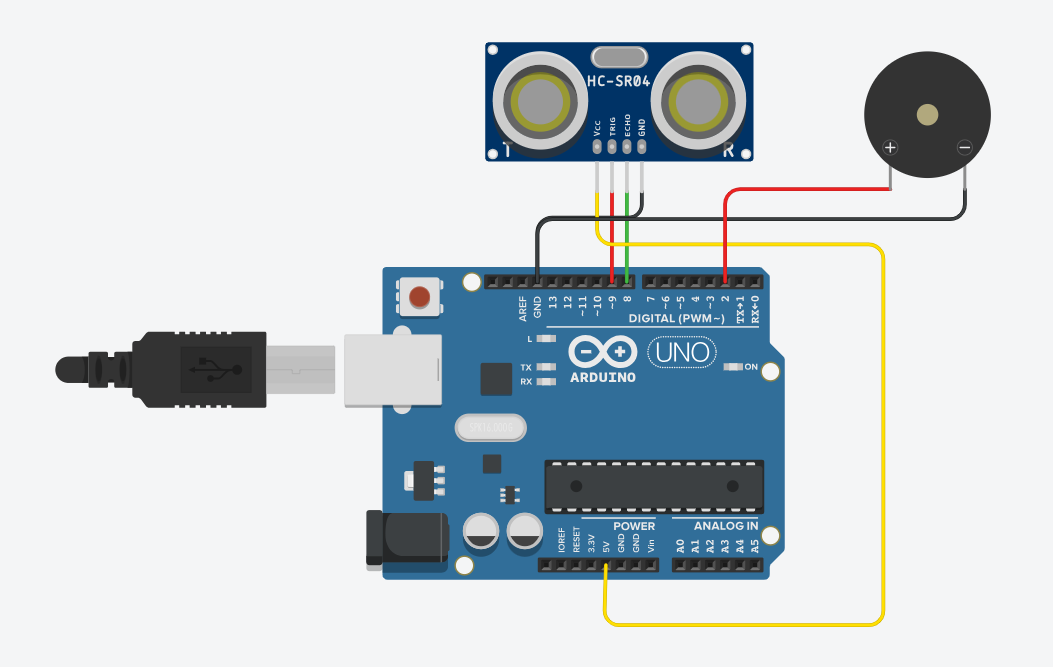 HC-SR04
VCC
TRIG
ECHO
GND
T
R
+
−
AREF
GND
13
12
~11
~10
~9
8
7
~6
~5
4
~3
2
TX→1
RX←0
DIGITAL (PWM~)
L
TX
RX
ARDUINO
UNO
ON
POWER
ANALOG IN
IOREF
RESET
3.3V
5V
GND
GND
Vin
A0
A1
A2
A3
A4
A5